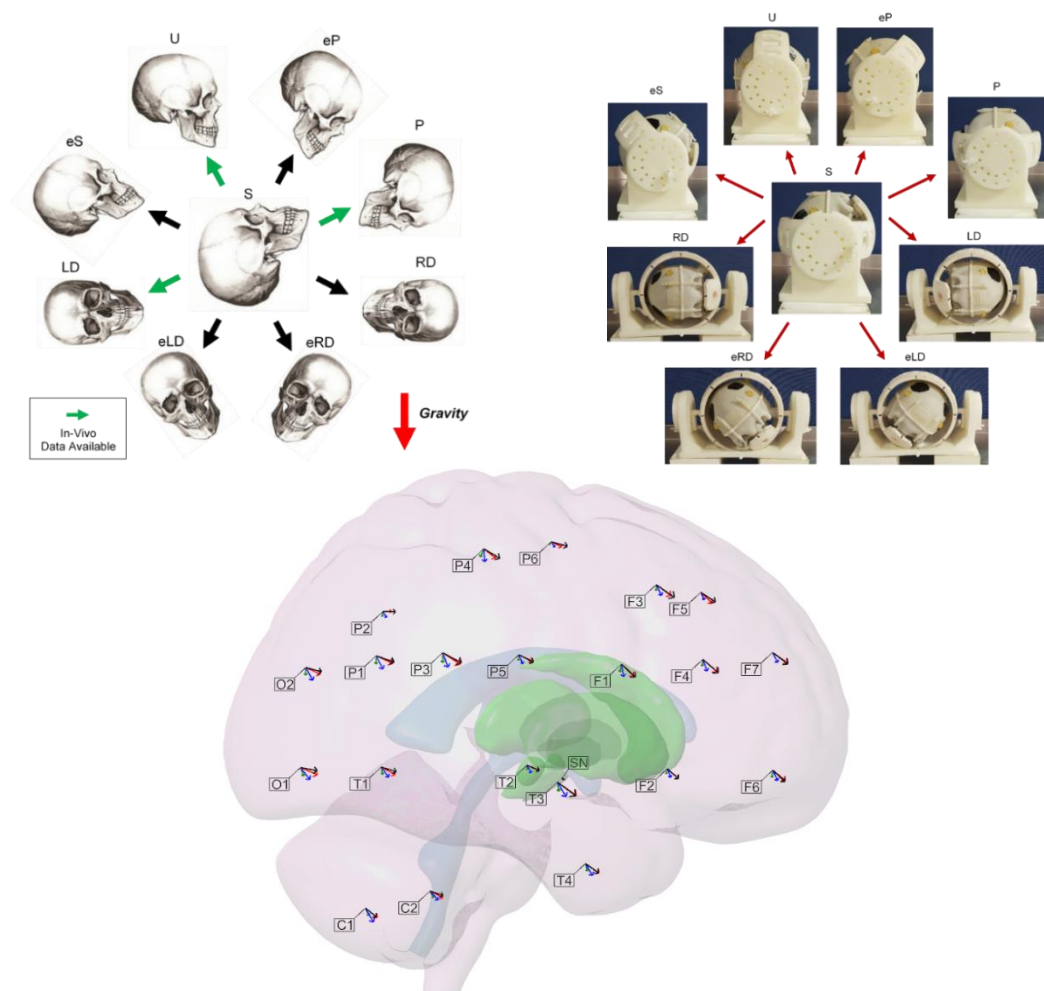 U
eP
eS
P
S
LD
RD
eLD
eRD
In-Vivo
Data Available
Gravity
U
eP
eS
P
S
RD
LD
eRD
eLD
P4
P6
F3
F5
P2
O2
P1
P3
P5
F1
F4
F7
O1
T1
T2
SN
T3
F2
F6
T4
C1
C2